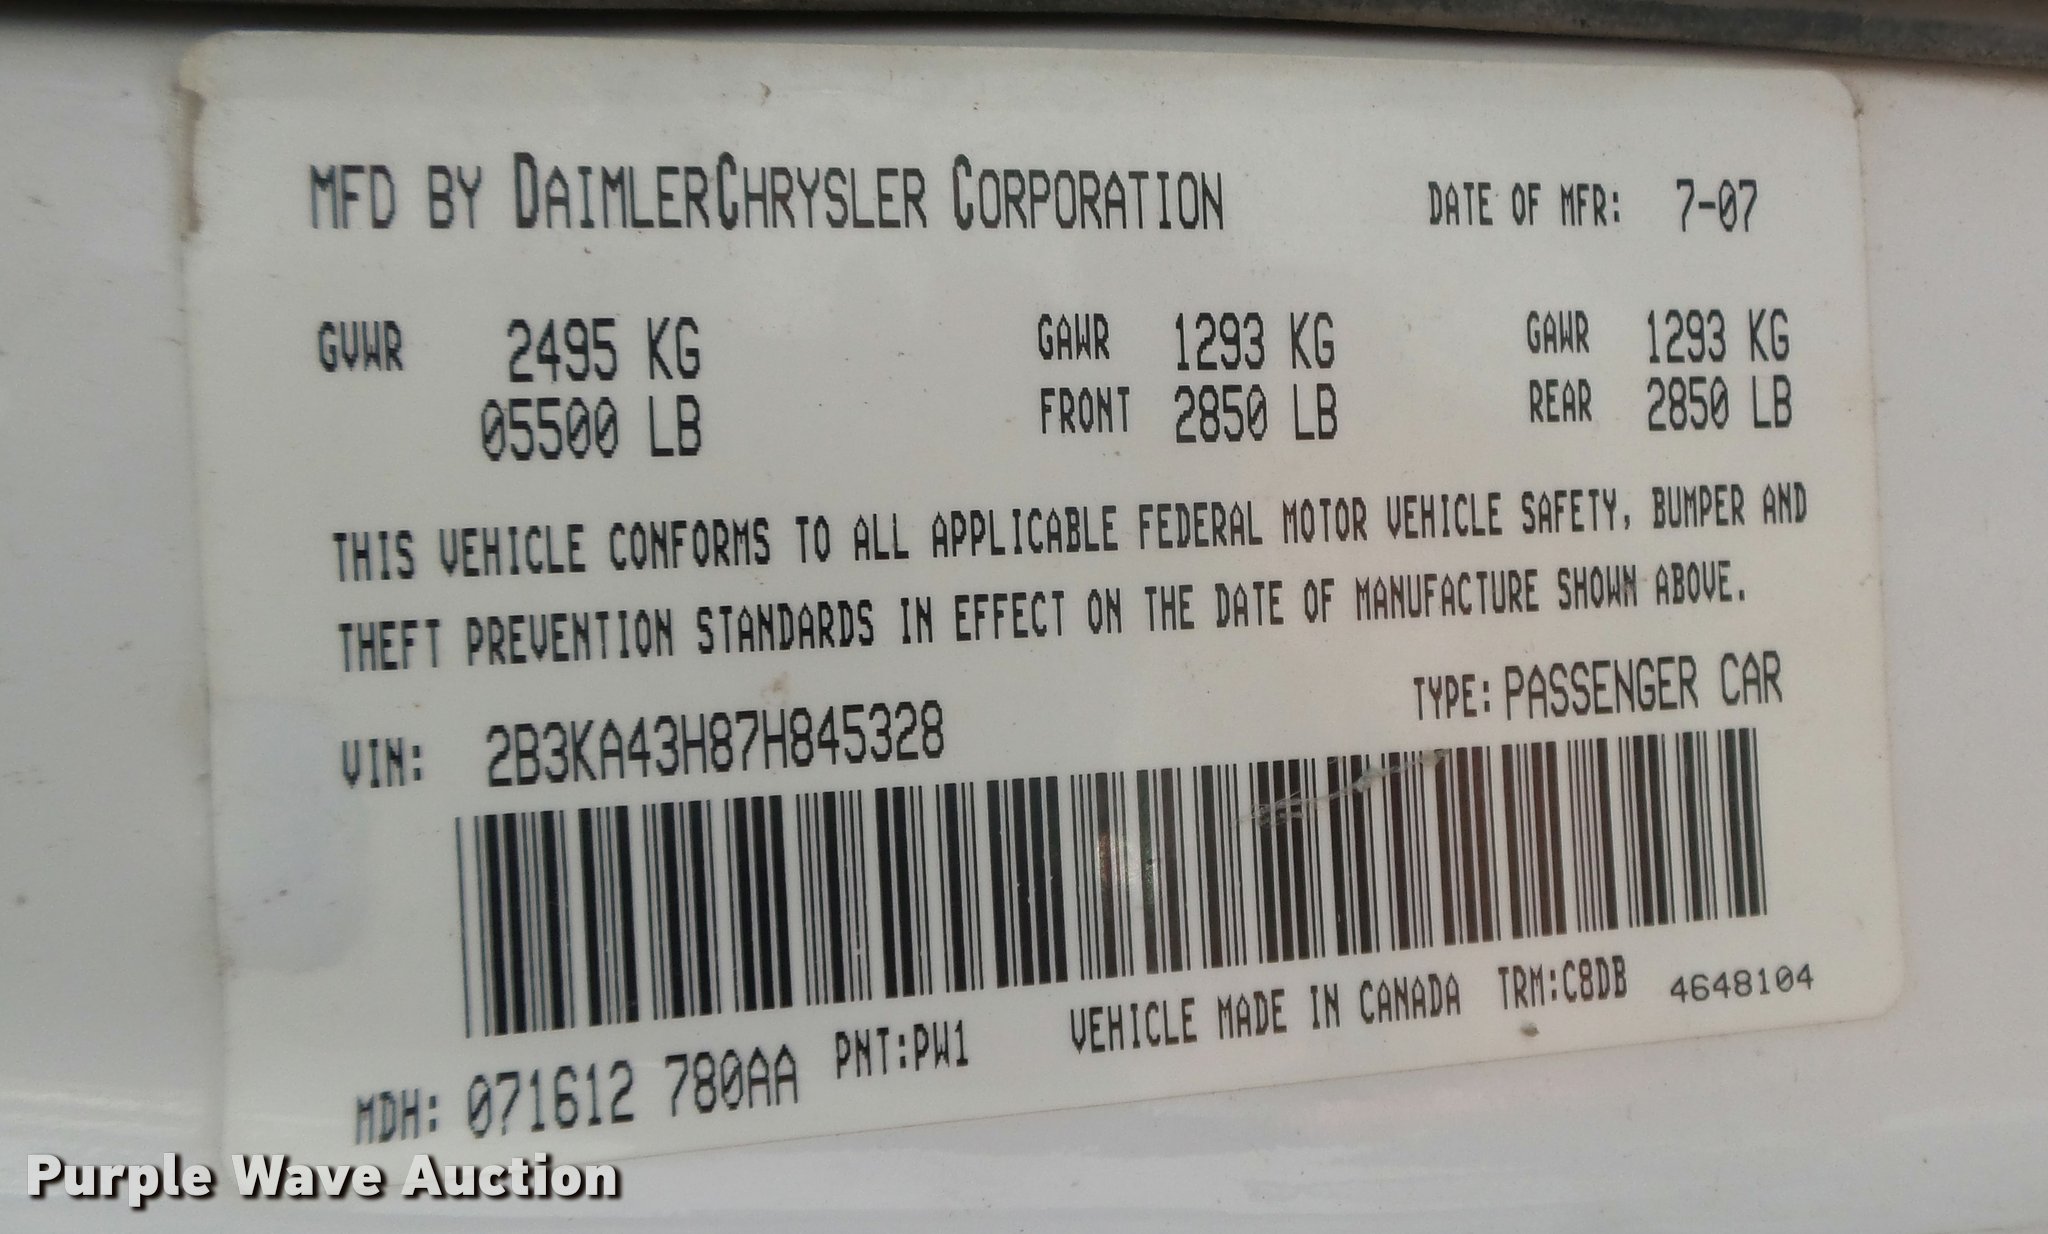 MFD BY DAIMLERCHRYSLER CORPORATION DATE OF MFR: 7-07
GVWR 2495 KG GAWR 1293 KG GAWR 1293 KG
05500 LB FRONT 2850 LB REAR 2850 LB
THIS VEHICLE CONFORMS TO ALL APPLICABLE FEDERAL MOTOR VEHICLE SAFETY, BUMPER AND
THEFT PREVENTION STANDARDS IN EFFECT ON THE DATE OF MANUFACTURE SHOWN ABOVE.
VIN: 2B3KA43H87H845328 TYPE: PASSENGER CAR
MDH: 071612 780AA PNT:PW1 VEHICLE MADE IN CANADA TRM:C8DB 4648104
Purple Wave Auction